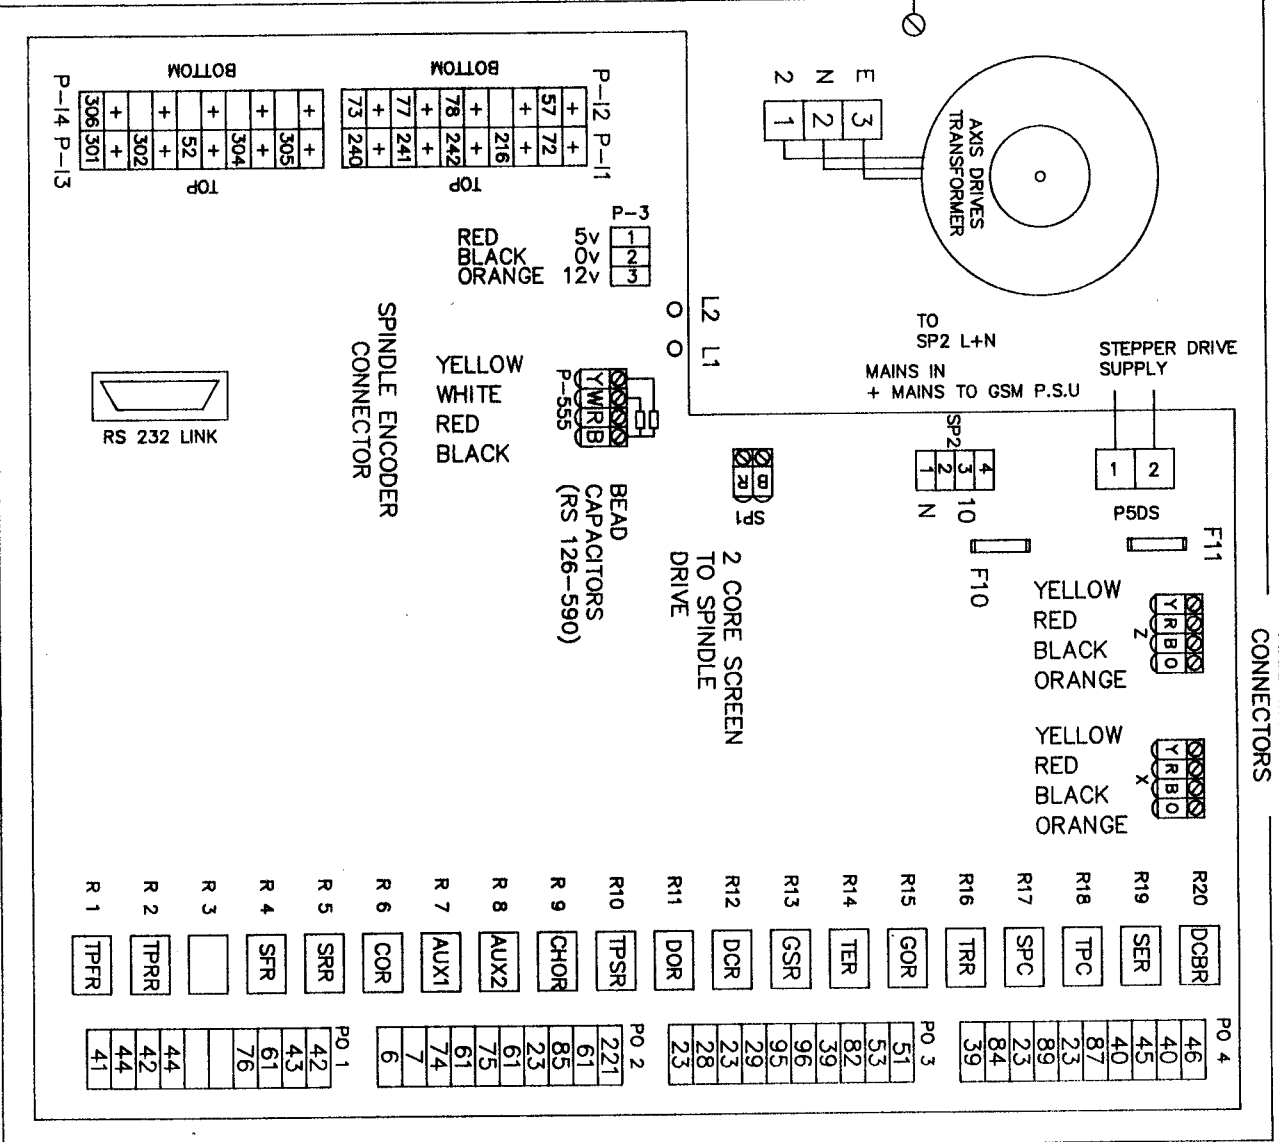 BOTTOM
BOTTOM
P-14 P-13
306 + + + + +
301 + 302 + 52 + 304 + 305 +
TOP
73 + 77 + 78 + + 57 +
240 + 241 + 242 + 216 + 72 +
P-12 P-11
TOP
2 N E
1 2 3
AXIS DRIVES
TRANSFORMER
P-3
RED 5v 1
BLACK 0v 2
ORANGE 12v 3
L2
L1
TO
SP2 L+N
MAINS IN
+ MAINS TO GSM P.S.U
STEPPER DRIVE
SUPPLY
RS 232 LINK
SPINDLE ENCODER
CONNECTOR
YELLOW
WHITE
RED
BLACK
P-555
Y
W
R
B
BEAD
CAPACITORS
(RS 126-590)
R B
SP1
2 CORE SCREEN
TO SPINDLE
DRIVE
SP2
1 2 3 4
N 10
F10
1 2
P5DS
F11
YELLOW
RED
BLACK
ORANGE
Z
Y
R
B
O
YELLOW
RED
BLACK
ORANGE
X
Y
R
B
O
CONNECTORS
R 1 R 2 R 3 R 4 R 5 R 6 R 7 R 8 R 9 R10 R11 R12 R13 R14 R15 R16 R17 R18 R19 R20
TPFR TPRR SFR SRR COR AUX1 AUX2 CHOR TPSR DOR DCR GSR TER GOR TRR SPC TPC SER DCBR
41 44 42 44 76 61 43 42 PO 1
6 7 74 61 75 61 23 85 61 221 PO 2
23 28 23 29 95 96 39 82 53 51 PO 3
39 84 23 89 23 87 40 45 40 46 PO 4